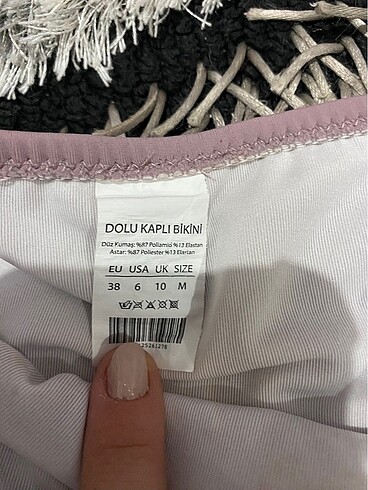 DOLU KAPLI BİKİNİ
Düz Kumaş: %87 Poliamid %13 Elastan
Astar: %87 Poliester %13 Elastan
EU USA UK SIZE
38 6 10 M